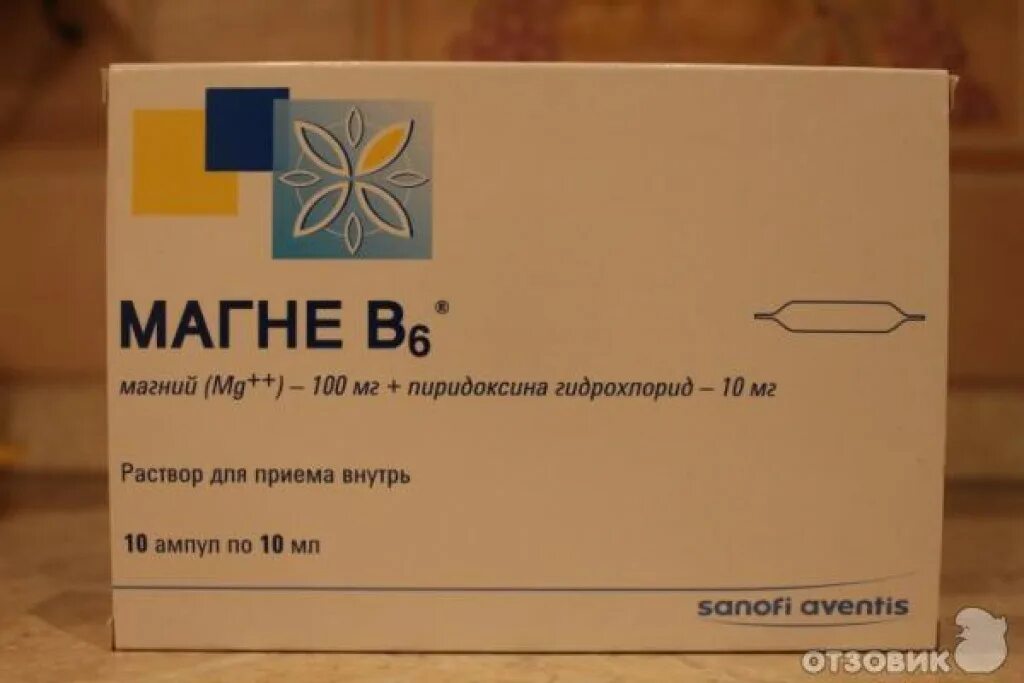 МАГНЕ B6®
магний (Mg++) – 100 мг + пиридоксина гидрохлорид – 10 мг
Раствор для приема внутрь
10 ампул по 10 мл
sanofi aventis
ОТЗОВИК